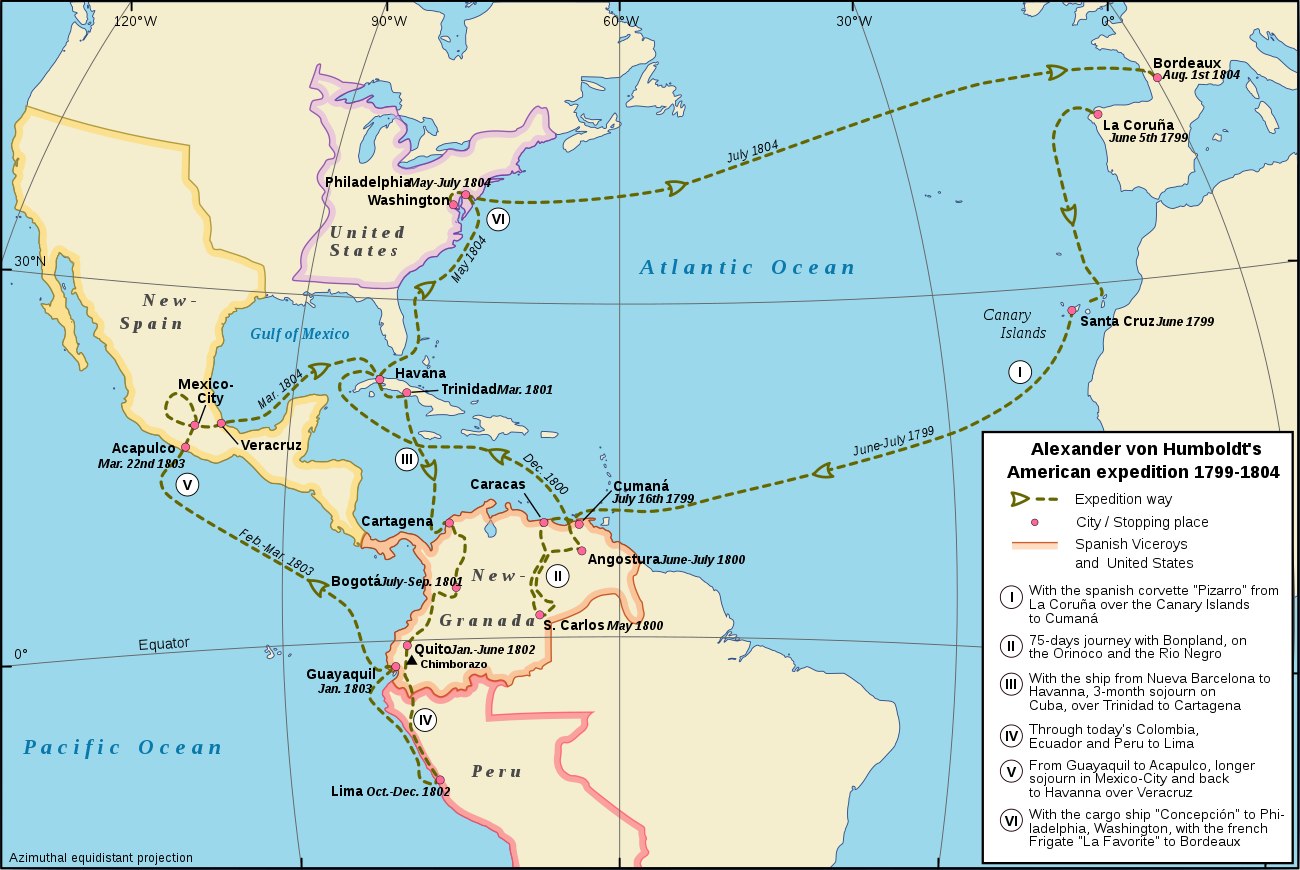 120°W
90°W
60°W
30°W
0°
Bordeaux
Aug. 1st 1804
La Coruña
June 5th 1799
July 1804
Philadelphia May-July 1804
Washington
VI
United
States
May 1804
Atlantic Ocean
30°N
New-
Spain
Gulf of Mexico
Canary
Islands
Santa Cruz June 1799
I
Mexico-
City
Mar. 1804
Havana
Trinidad Mar. 1801
Acapulco
Mar. 22nd 1803
Veracruz
V
III
June-July 1799
Dec. 1800
Caracas
Cumaná
July 16th 1799
Cartagena
Angostura June-July 1800
Feb.-Mar. 1803
Bogotá July-Sep. 1801
New-
Granada
II
S. Carlos May 1800
Equator
0°
Quito Jan.-June 1802
Chimborazo
Guayaquil
Jan. 1803
IV
Pacific Ocean
Peru
Lima Oct.-Dec. 1802
Azimuthal equidistant projection
Alexander von Humboldt's
American expedition 1799-1804
Expedition way
City / Stopping place
Spanish Viceroys
and United States
I
With the spanish corvette "Pizarro" from
La Coruña over the Canary Islands
to Cumaná
II
75-days journey with Bonpland, on
the Orinoco and the Rio Negro
III
With the ship from Nueva Barcelona to
Havanna, 3-month sojourn on
Cuba, over Trinidad to Cartagena
IV
Through today's Colombia,
Ecuador and Peru to Lima
V
From Guayaquil to Acapulco, longer
sojourn in Mexico-City and back
to Havanna over Veracruz
VI
With the cargo ship "Concepción" to Phi-
ladelphia, Washington, with the french
Frigate "La Favorite" to Bordeaux